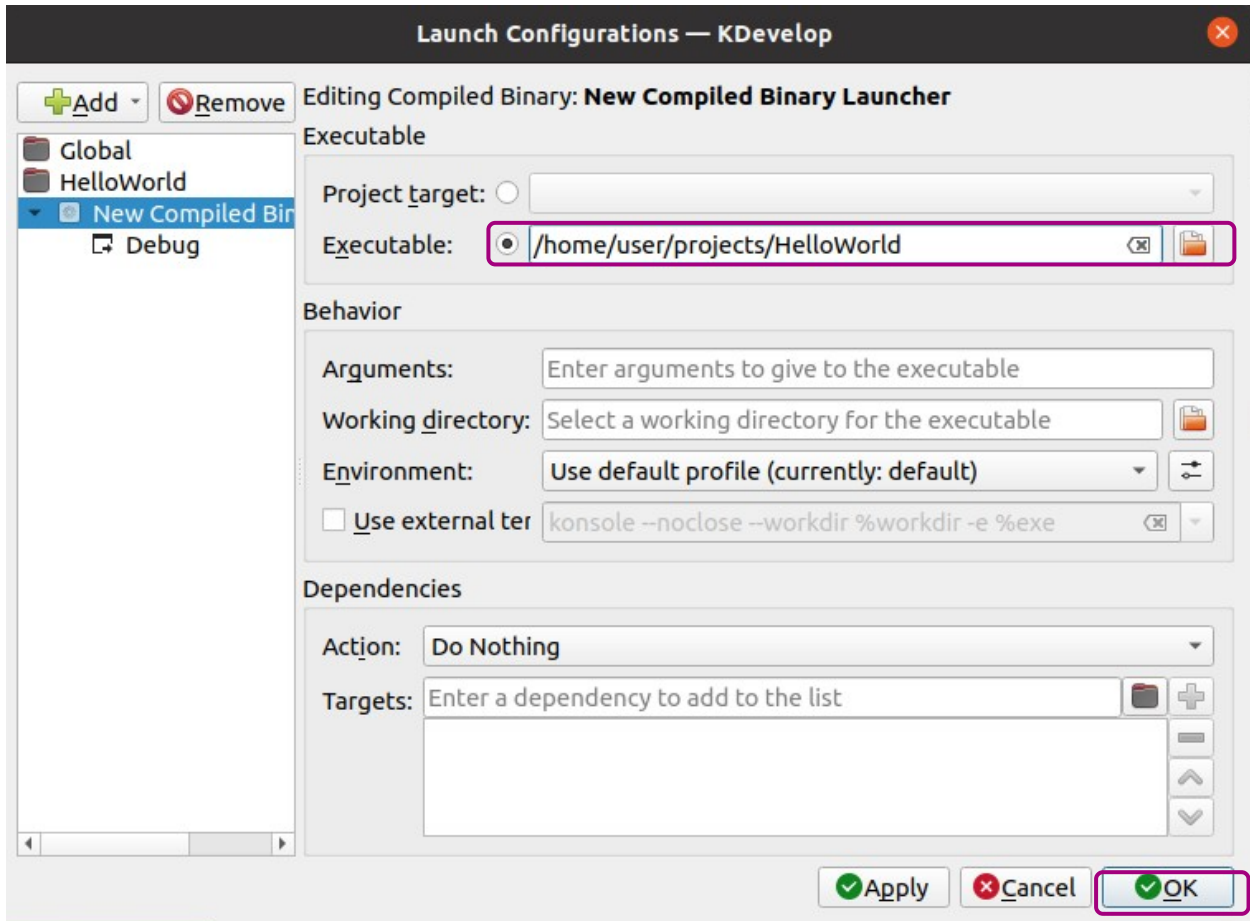 Launch Configurations — KDevelop
Add
Remove
Editing Compiled Binary: New Compiled Binary Launcher
Global
HelloWorld
New Compiled Bin
Debug
Executable
Project target:
Executable: /home/user/projects/HelloWorld
Behavior
Arguments: Enter arguments to give to the executable
Working directory: Select a working directory for the executable
Environment: Use default profile (currently: default)
Use external ter konsole --noclose --workdir %workdir -e %exe
Dependencies
Action: Do Nothing
Targets: Enter a dependency to add to the list
Apply
Cancel
OK